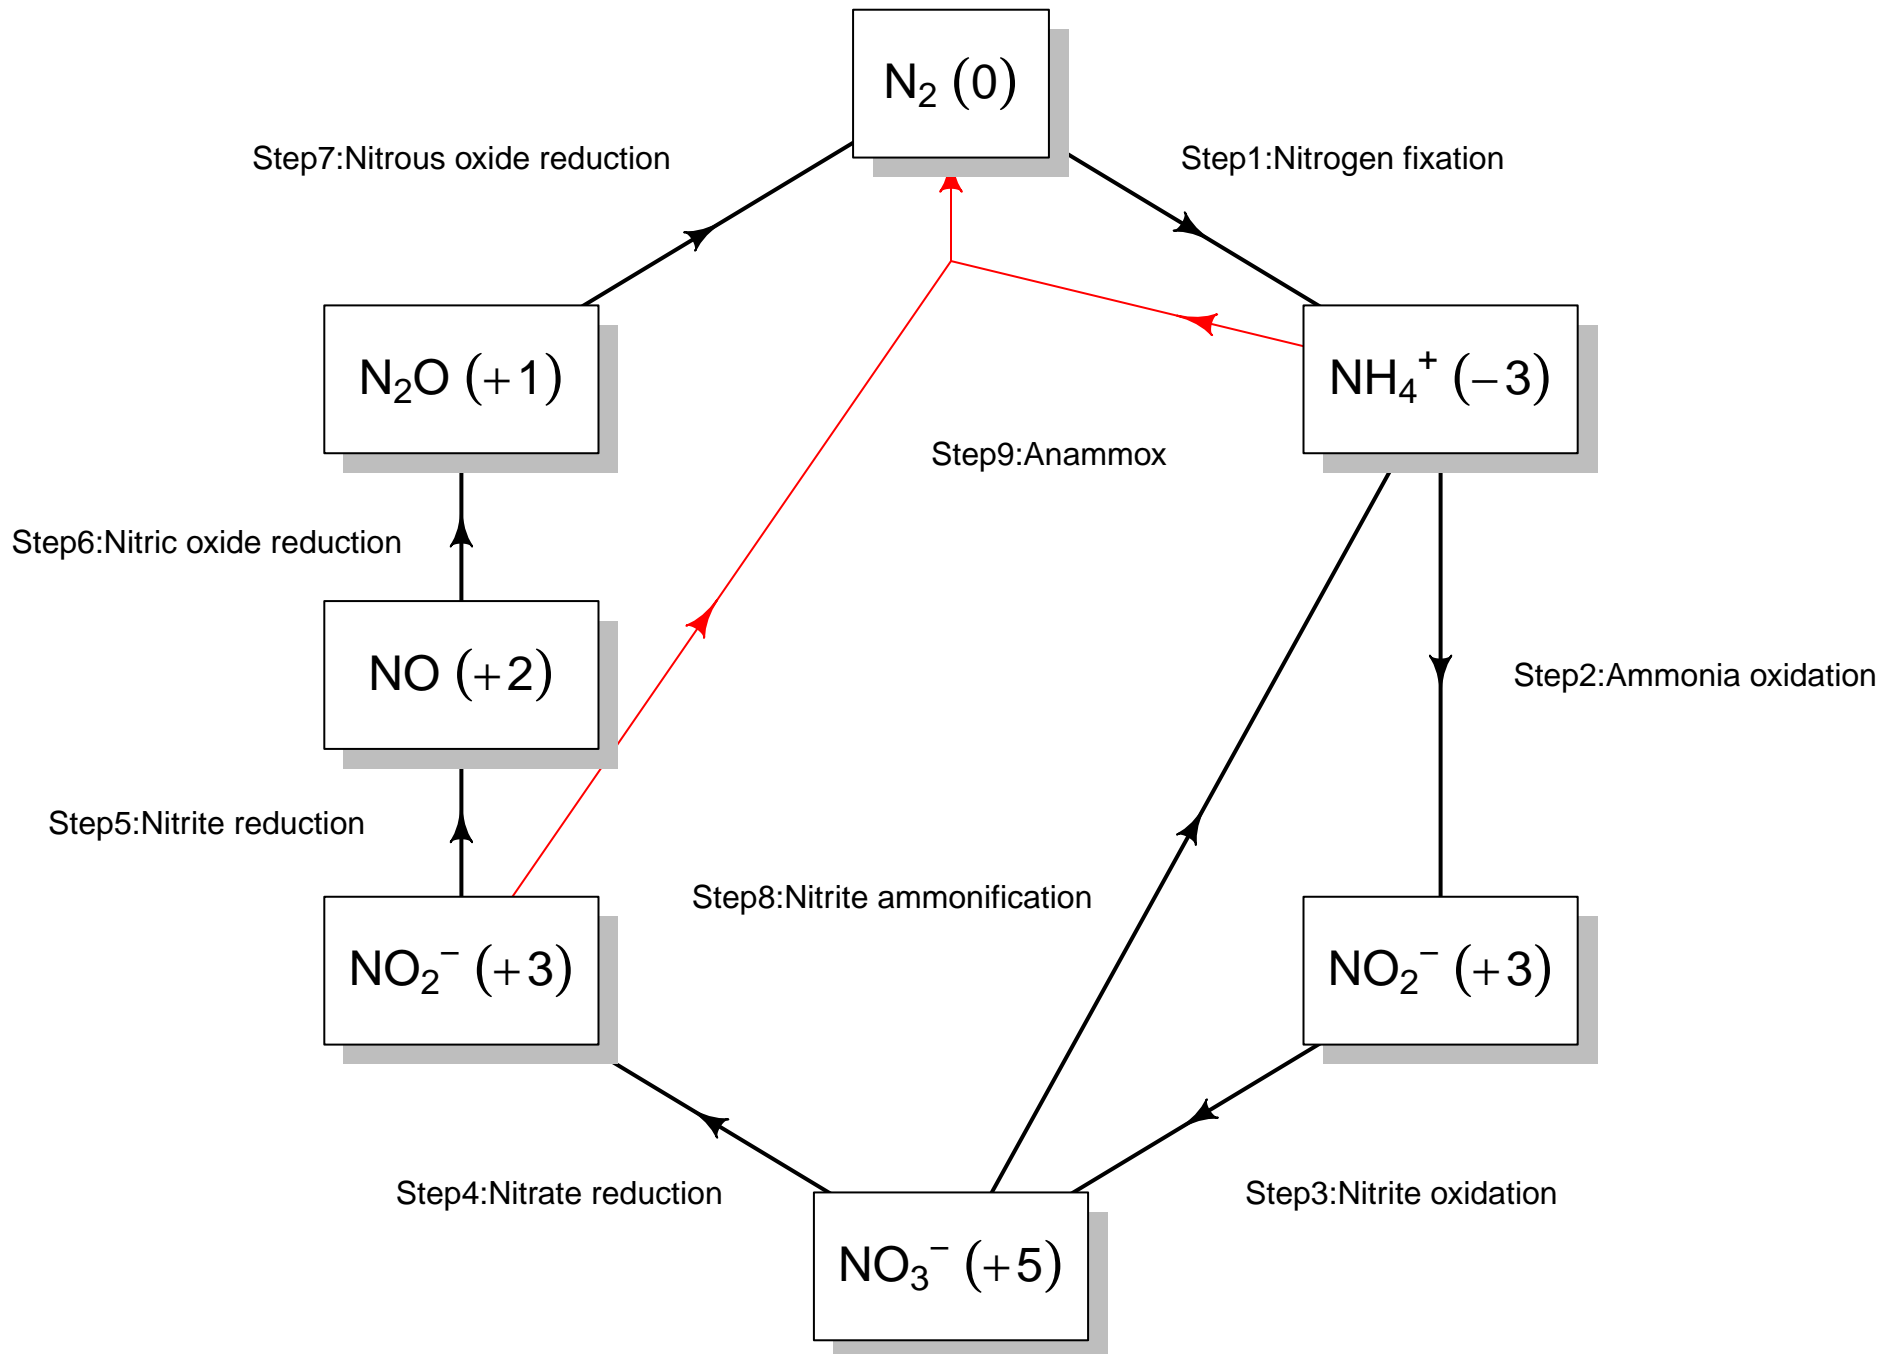 N₂ (0)
Step7:Nitrous oxide reduction
Step1:Nitrogen fixation
N₂O (+1)
NH₄⁺ (−3)
Step9:Anammox
Step6:Nitric oxide reduction
NO (+2)
Step2:Ammonia oxidation
Step5:Nitrite reduction
Step8:Nitrite ammonification
NO₂⁻ (+3)
NO₂⁻ (+3)
Step4:Nitrate reduction
Step3:Nitrite oxidation
NO₃⁻ (+5)